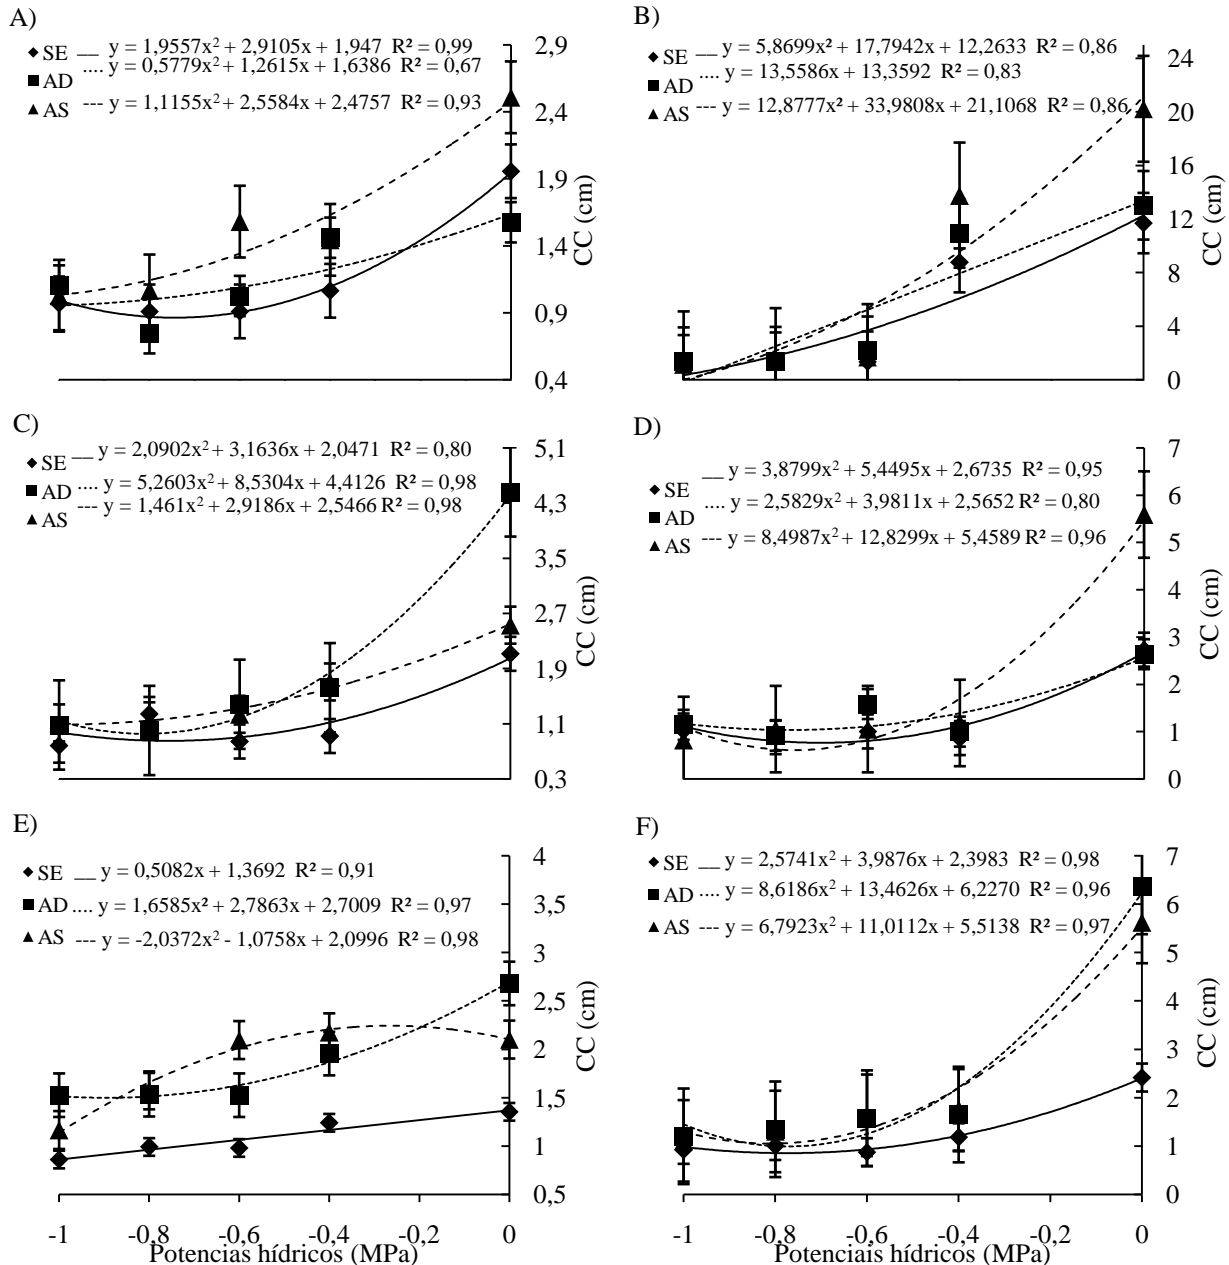 A)
SE __ y = 1,9557x² + 2,9105x + 1,947 R² = 0,99
AD .... y = 0,5779x² + 1,2615x + 1,6386 R² = 0,67
AS --- y = 1,1155x² + 2,5584x + 2,4757 R² = 0,93
2,9
2,4
1,9
1,4
0,9
0,4
CC (cm)
B)
SE __ y = 5,8699x² + 17,7942x + 12,2633 R² = 0,86
AD .... y = 13,5586x + 13,3592 R² = 0,83
AS --- y = 12,8777x² + 33,9808x + 21,1068 R² = 0,86
24
20
16
12
8
4
0
CC (cm)
C)
SE __ y = 2,0902x² + 3,1636x + 2,0471 R² = 0,80
AD .... y = 5,2603x² + 8,5304x + 4,4126 R² = 0,98
AS --- y = 1,461x² + 2,9186x + 2,5466 R² = 0,98
5,1
4,3
3,5
2,7
1,9
1,1
0,3
CC (cm)
D)
SE __ y = 3,8799x² + 5,4495x + 2,6735 R² = 0,95
AD .... y = 2,5829x² + 3,9811x + 2,5652 R² = 0,80
AS --- y = 8,4987x² + 12,8299x + 5,4589 R² = 0,96
7
6
5
4
3
2
1
0
CC (cm)
E)
SE __ y = 0,5082x + 1,3692 R² = 0,91
AD .... y = 1,6585x² + 2,7863x + 2,7009 R² = 0,97
AS --- y = -2,0372x² - 1,0758x + 2,0996 R² = 0,98
4
3,5
3
2,5
2
1,5
1
0,5
CC (cm)
-1 -0,8 -0,6 -0,4 -0,2 0
Potencias hídricos (MPa)
F)
SE __ y = 2,5741x² + 3,9876x + 2,3983 R² = 0,98
AD .... y = 8,6186x² + 13,4626x + 6,2270 R² = 0,96
AS --- y = 6,7923x² + 11,0112x + 5,5138 R² = 0,97
7
6
5
4
3
2
1
0
CC (cm)
-1 -0,8 -0,6 -0,4 -0,2 0
Potenciais hídricos (MPa)